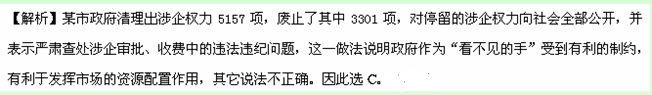 【解析】某市政府清理出涉企权力 5157 项，废止了其中 3301 项，对停留的涉企权力向社会全部公开，并
表示严肃查处涉企审批、收费中的违法违纪问题，这一做法说明政府作为“看不见的手”受到有利的制约，
有利于发挥市场的资源配置作用，其它说法不正确。因此选 C。